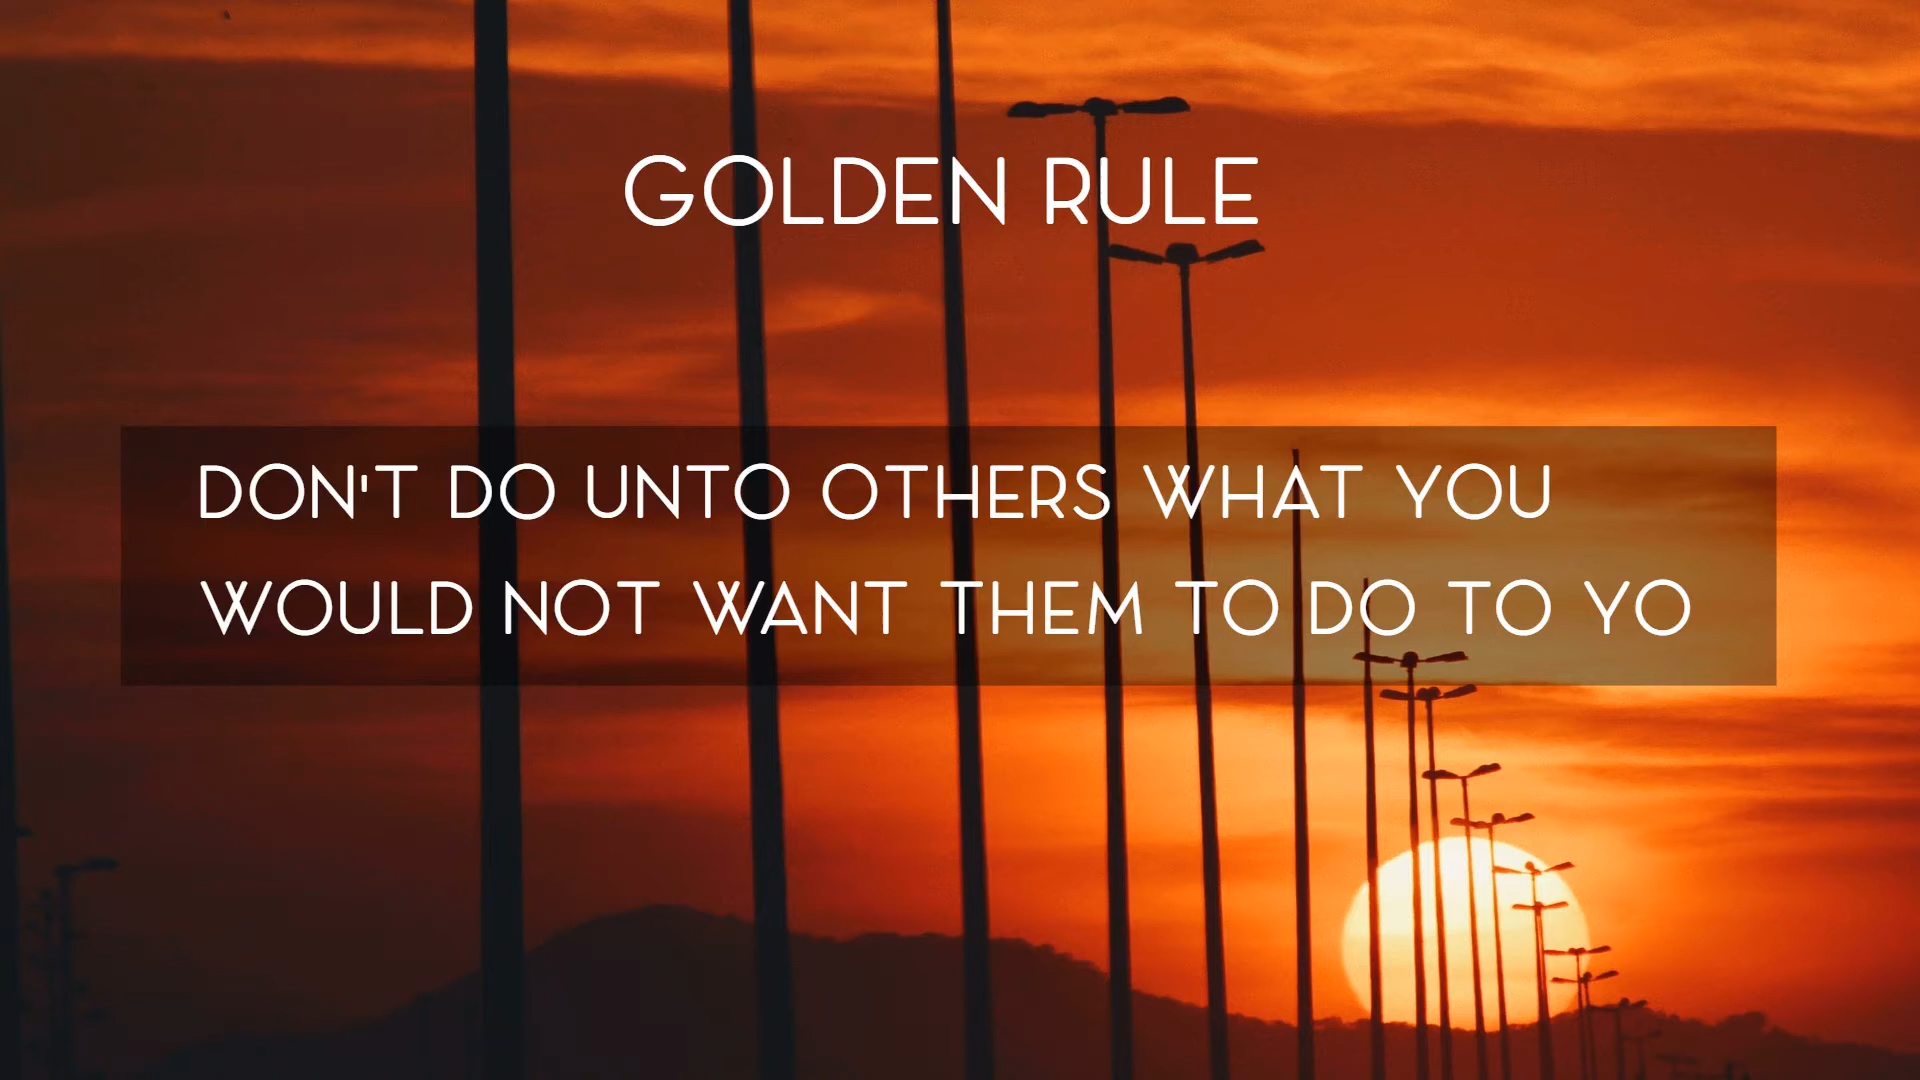 GOLDEN RULE
DON'T DO UNTO OTHERS WHAT YOU
WOULD NOT WANT THEM TO DO TO YO